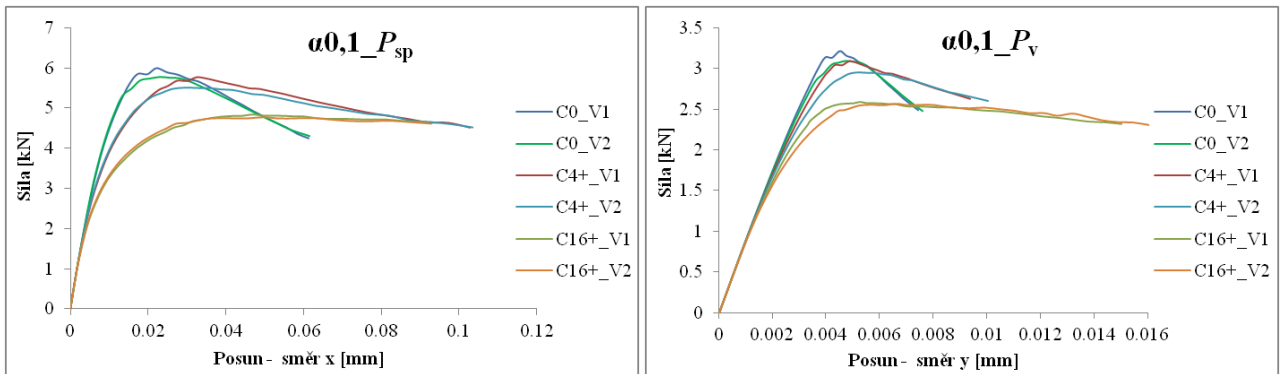 α0,1_Psp
Síla [kN]
7
6
5
4
3
2
1
0
0
0.02
0.04
0.06
0.08
0.1
0.12
Posun - směr x [mm]
C0_V1
C0_V2
C4+_V1
C4+_V2
C16+_V1
C16+_V2
α0,1_Pv
Síla [kN]
3.5
3
2.5
2
1.5
1
0.5
0
0
0.002
0.004
0.006
0.008
0.01
0.012
0.014
0.016
Posun - směr y [mm]
C0_V1
C0_V2
C4+_V1
C4+_V2
C16+_V1
C16+_V2